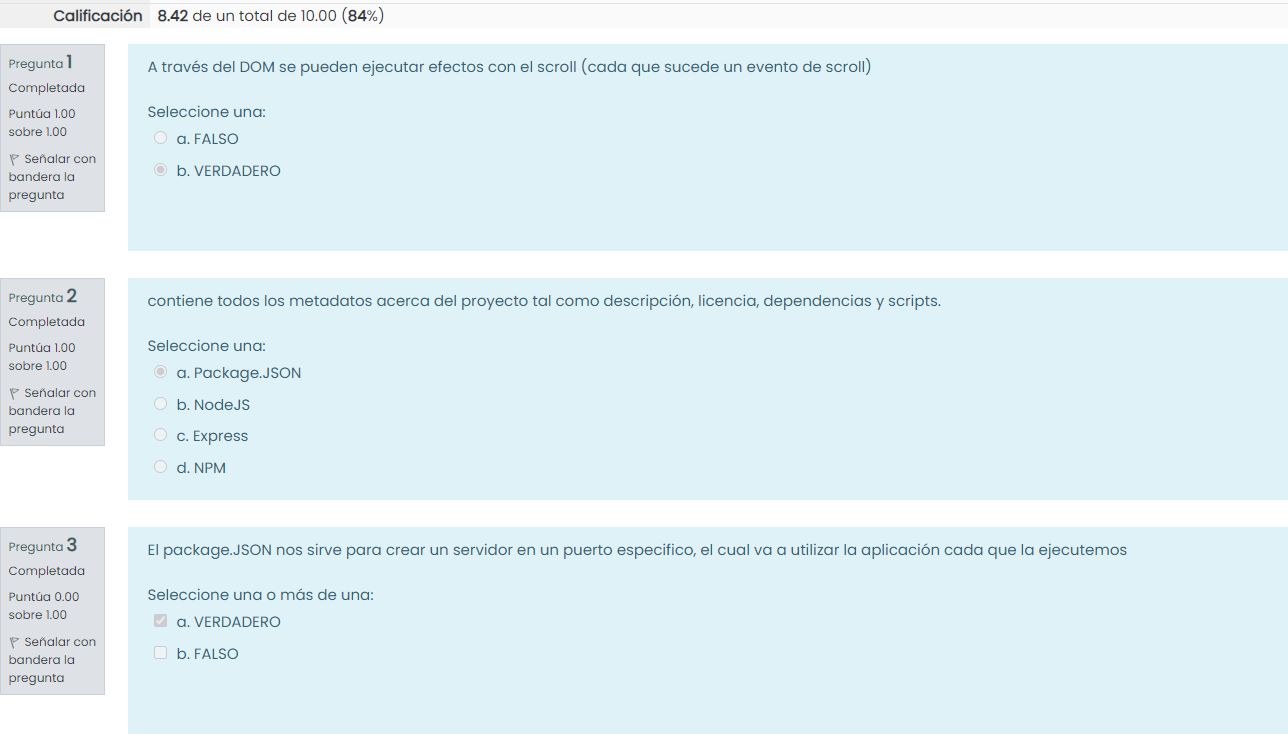 Calificación 8.42 de un total de 10.00 (84%)
Pregunta 1
Completada
Puntúa 1.00
sobre 1.00
Señalar con
bandera la
pregunta
A través del DOM se pueden ejecutar efectos con el scroll (cada que sucede un evento de scroll)
Seleccione una:
a. FALSO
b. VERDADERO
Pregunta 2
Completada
Puntúa 1.00
sobre 1.00
Señalar con
bandera la
pregunta
contiene todos los metadatos acerca del proyecto tal como descripción, licencia, dependencias y scripts.
Seleccione una:
a. Package.JSON
b. NodeJS
c. Express
d. NPM
Pregunta 3
Completada
Puntúa 0.00
sobre 1.00
Señalar con
bandera la
pregunta
El package.JSON nos sirve para crear un servidor en un puerto especifico, el cual va a utilizar la aplicación cada que la ejecutemos
Seleccione una o más de una:
a. VERDADERO
b. FALSO